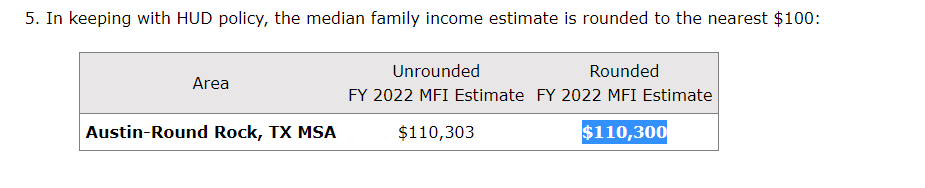 5. In keeping with HUD policy, the median family income estimate is rounded to the nearest $100:
Area
Unrounded
FY 2022 MFI Estimate
Rounded
FY 2022 MFI Estimate
Austin-Round Rock, TX MSA $110,303 $110,300